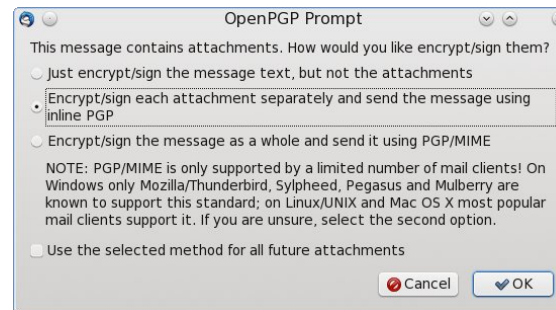 OpenPGP Prompt
This message contains attachments. How would you like encrypt/sign them?
Just encrypt/sign the message text, but not the attachments
Encrypt/sign each attachment separately and send the message using
inline PGP
Encrypt/sign the message as a whole and send it using PGP/MIME
NOTE: PGP/MIME is only supported by a limited number of mail clients! On
Windows only Mozilla/Thunderbird, Sylpheed, Pegasus and Mulberry are
known to support this standard; on Linux/UNIX and Mac OS X most popular
mail clients support it. If you are unsure, select the second option.
Use the selected method for all future attachments
Cancel OK